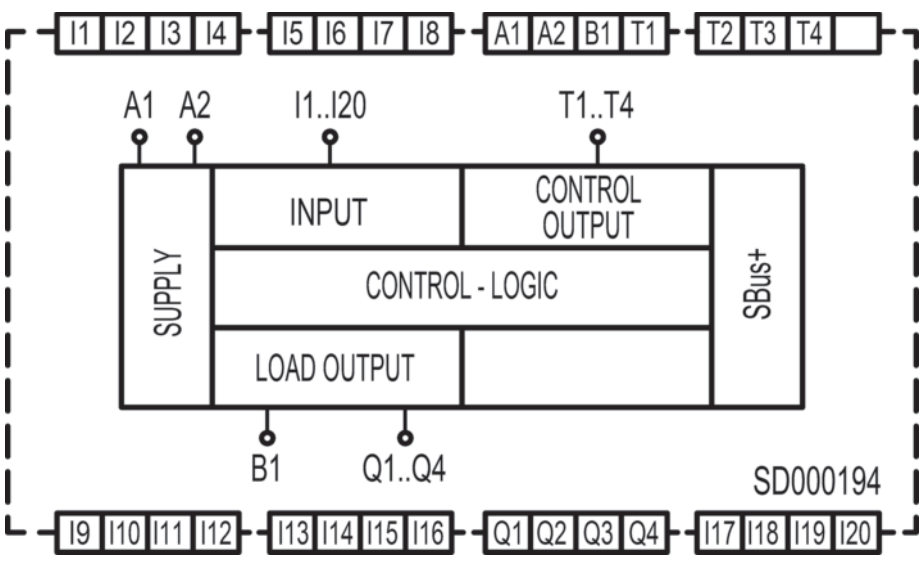 I1 I2 I3 I4 I5 I6 I7 I8 A1 A2 B1 T1 T2 T3 T4
A1 A2 I1..I20 T1..T4
SUPPLY
INPUT
CONTROL
OUTPUT
CONTROL - LOGIC
SBus+
LOAD OUTPUT
B1 Q1..Q4
SD000194
I9 I10 I11 I12 I13 I14 I15 I16 Q1 Q2 Q3 Q4 I17 I18 I19 I20